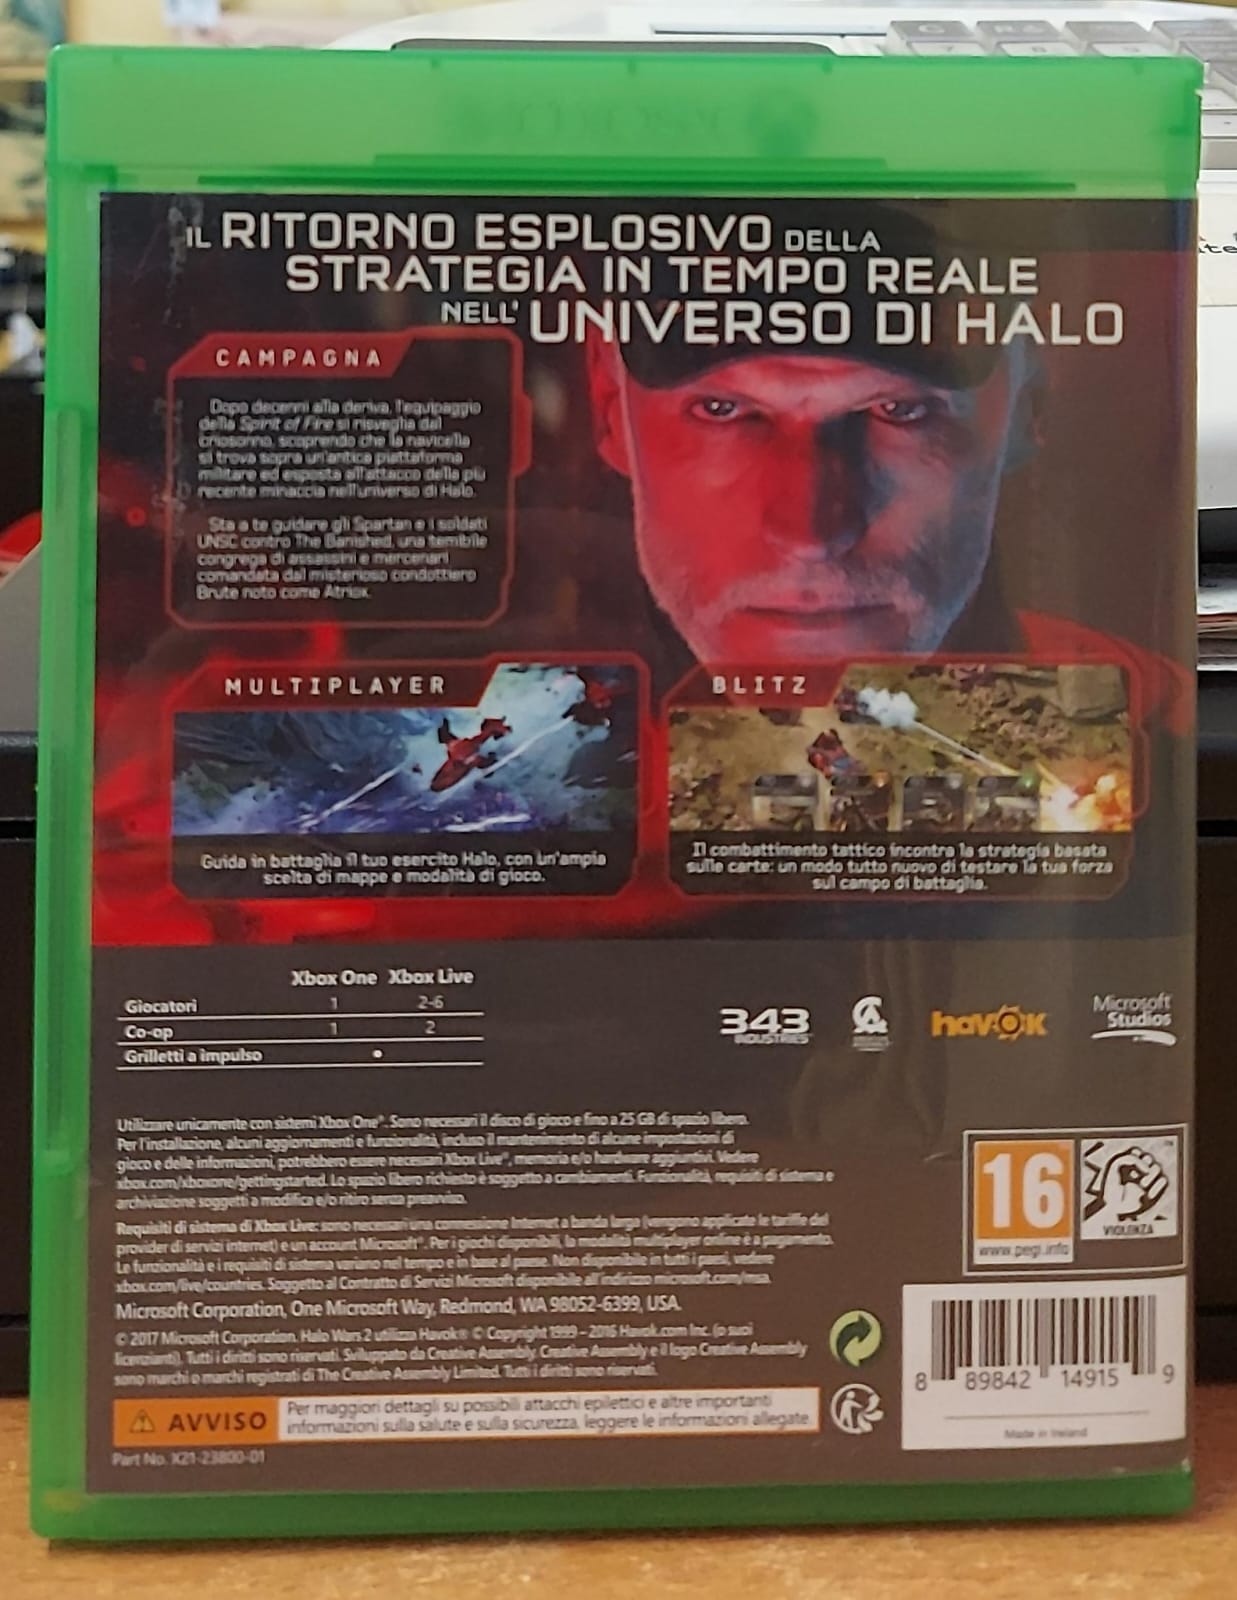 IL RITORNO ESPLOSIVO DELLA
STRATEGIA IN TEMPO REALE
NELL'UNIVERSO DI HALO
CAMPAGNA
Dopo decenni alla deriva, l'equipaggio
della Spirit of Fire si risveglia dal
criosonno, scoprendo che la navicella
si trova sopra un'antica piattaforma
militare ed esposta all'attacco della più
recente minaccia nell'universo di Halo.
Sta a te guidare gli Spartan e i soldati
UNSC contro The Banished, una temibile
congrega di assassini e mercenari
comandata dal misterioso condottiero
Brute noto come Atriox.
MULTIPLAYER
Guida in battaglia il tuo esercito Halo, con un'ampia
scelta di mappe e modalità di gioco.
BLITZ
Il combattimento tattico incontra la strategia basata
sulle carte: un modo tutto nuovo di testare la tua forza
sul campo di battaglia.
Xbox One Xbox Live
Giocatori 1 2-6
Co-op 1 2
Grilletti a impulso •
343 INDUSTRIES
havok
Microsoft Studios
Utilizzare unicamente con sistemi Xbox One®. Sono necessari il disco di gioco e fino a 25 GB di spazio libero.
Per l'installazione, alcuni aggiornamenti e funzionalità, incluso il mantenimento di alcune impostazioni di
gioco e delle informazioni, potrebbero essere necessari Xbox Live®, memoria e/o hardware aggiuntivi. Vedere
xbox.com/xboxone/gettingstarted. Lo spazio libero richiesto è soggetto a cambiamenti. Funzionalità, requisiti di sistema e
archiviazione soggetti a modifica e/o ritiro senza preavviso.
Requisiti di sistema di Xbox Live: sono necessari una connessione Internet a banda larga (vengono applicate le tariffe del
provider di servizi internet) e un account Microsoft®. Per i giochi disponibili, la modalità multiplayer online è a pagamento.
Le funzionalità e i requisiti di sistema variano nel tempo e in base al paese. Non disponibile in tutti i paesi, vedere
xbox.com/live/countries. Soggetto al Contratto di Servizi Microsoft disponibile all'indirizzo microsoft.com/msa.
Microsoft Corporation, One Microsoft Way, Redmond, WA 98052-6399, USA.
© 2017 Microsoft Corporation. Halo Wars 2 utilizza Havok® © Copyright 1999 – 2016 Havok.com Inc. (o suoi
licenzianti). Tutti i diritti sono riservati. Sviluppato da Creative Assembly. Creative Assembly e il logo Creative Assembly
sono marchi o marchi registrati di The Creative Assembly Limited. Tutti i diritti sono riservati.
AVVISO
Per maggiori dettagli su possibili attacchi epilettici e altre importanti
informazioni sulla salute e sulla sicurezza, leggere le informazioni allegate.
Part No. X21-23800-01
16
www.pegi.info
VIOLENZA
8 89842 14915 9
Made in Ireland